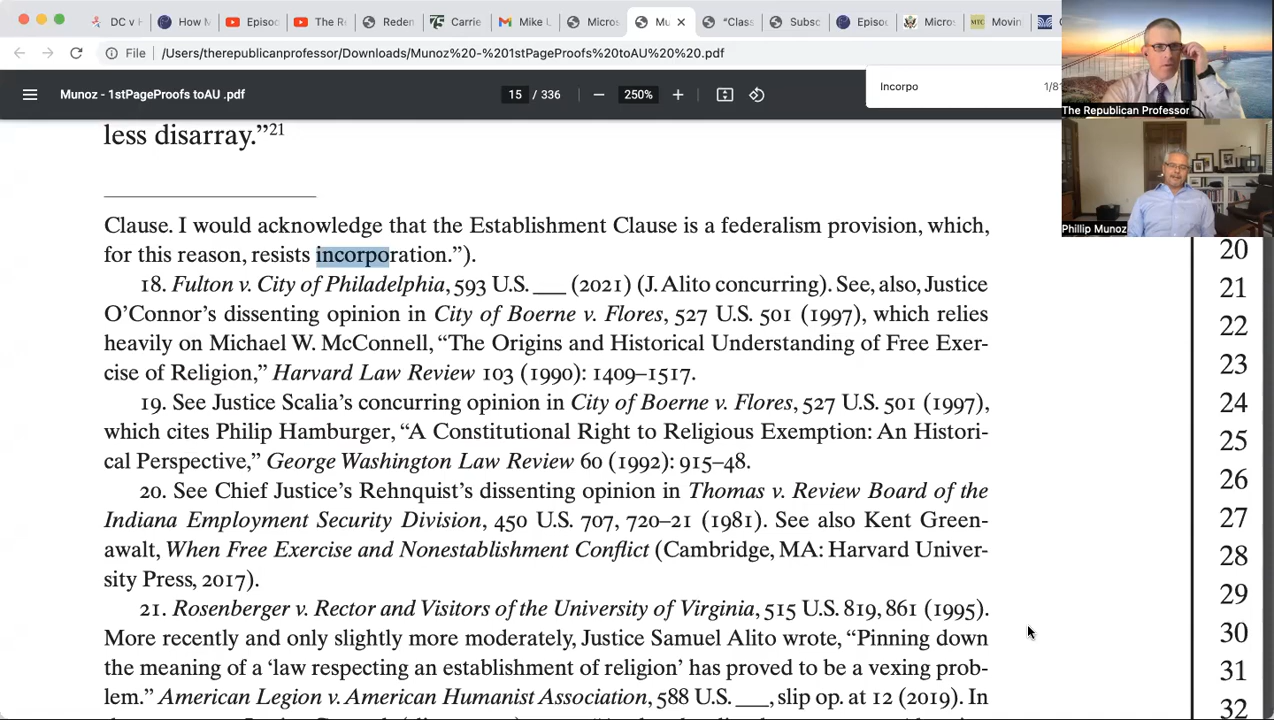 DC v H
How M
Episo
The Re
Reden
Carrie
Mike L
Micros
Mu
"Class
Subsc
Episo
Micros
Movin
File /Users/therepublicanprofessor/Downloads/Munoz%20-%201stPageProofs%20toAU%20%20.pdf
Munoz - 1stPageProofs toAU .pdf
15 / 336
250%
Incorpo 1/81
The Republican Professor
Phillip Munoz
less disarray.”21
Clause. I would acknowledge that the Establishment Clause is a federalism provision, which,
for this reason, resists incorporation.”).
18. Fulton v. City of Philadelphia, 593 U.S. ___ (2021) (J. Alito concurring). See, also, Justice
O’Connor’s dissenting opinion in City of Boerne v. Flores, 527 U.S. 501 (1997), which relies
heavily on Michael W. McConnell, “The Origins and Historical Understanding of Free Exer-
cise of Religion,” Harvard Law Review 103 (1990): 1409–1517.
19. See Justice Scalia’s concurring opinion in City of Boerne v. Flores, 527 U.S. 501 (1997),
which cites Philip Hamburger, “A Constitutional Right to Religious Exemption: An Histori-
cal Perspective,” George Washington Law Review 60 (1992): 915–48.
20. See Chief Justice’s Rehnquist’s dissenting opinion in Thomas v. Review Board of the
Indiana Employment Security Division, 450 U.S. 707, 720–21 (1981). See also Kent Green-
awalt, When Free Exercise and Nonestablishment Conflict (Cambridge, MA: Harvard Univer-
sity Press, 2017).
21. Rosenberger v. Rector and Visitors of the University of Virginia, 515 U.S. 819, 861 (1995).
More recently and only slightly more moderately, Justice Samuel Alito wrote, “Pinning down
the meaning of a ‘law respecting an establishment of religion’ has proved to be a vexing prob-
lem.” American Legion v. American Humanist Association, 588 U.S. ___, slip op. at 12 (2019). In
20
21
22
23
24
25
26
27
28
29
30
31
32